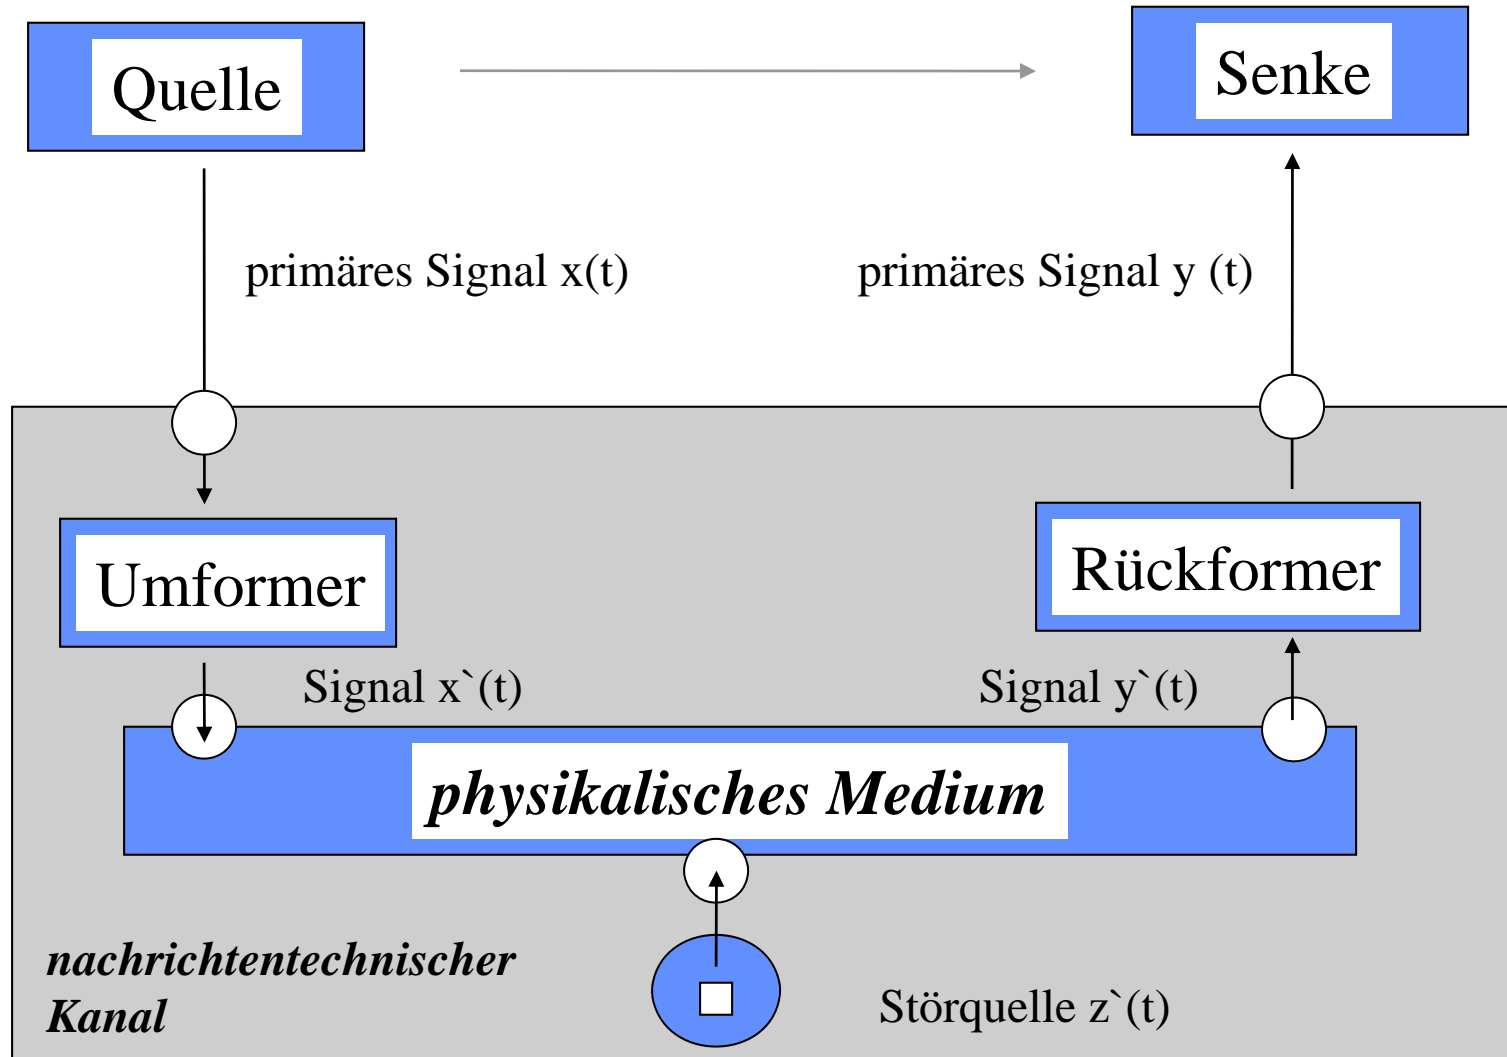 Quelle
Senke
primäres Signal x(t)
primäres Signal y (t)
Umformer
Rückformer
Signal x`(t)
Signal y`(t)
physikalisches Medium
nachrichtentechnischer
Kanal
Störquelle z`(t)